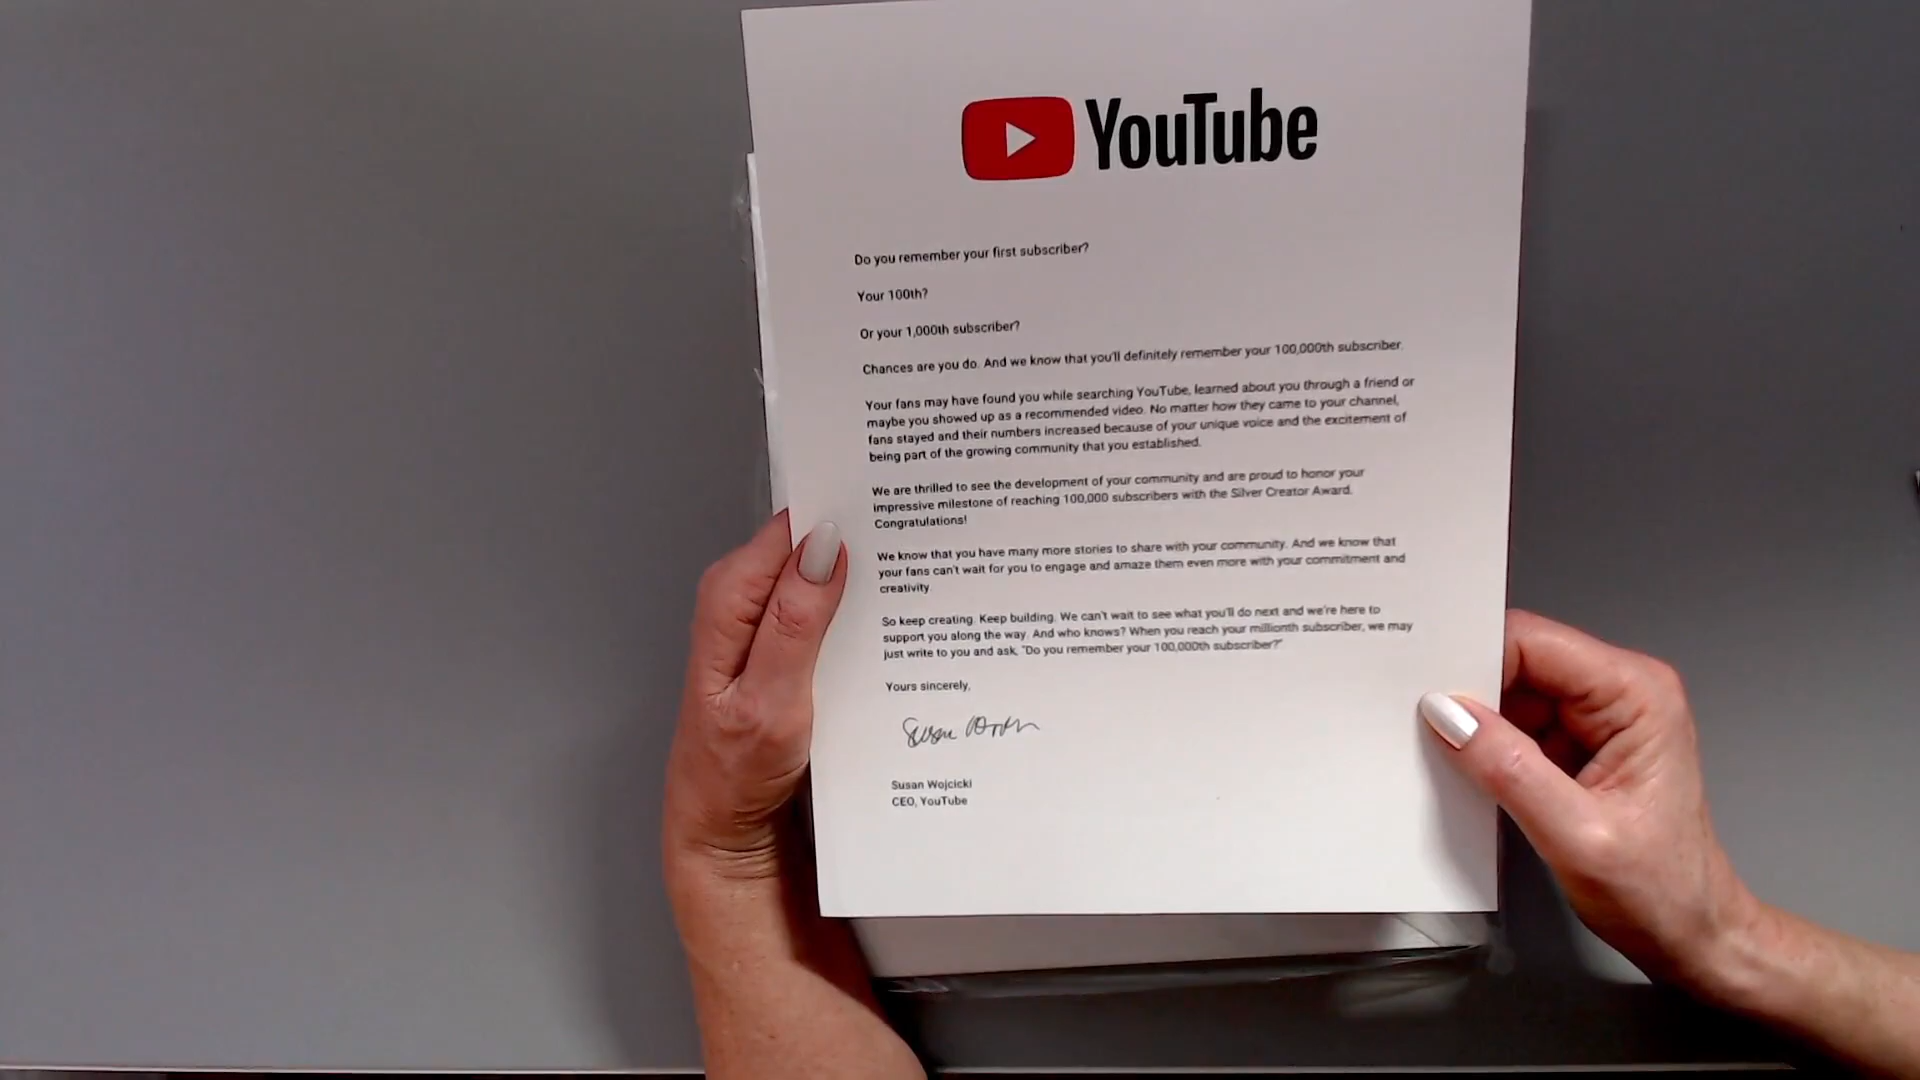 YouTube
Do you remember your first subscriber?
Your 100th?
Or your 1,000th subscriber?
Chances are you do. And we know that you'll definitely remember your 100,000th subscriber.
Your fans may have found you while searching YouTube, learned about you through a friend or
maybe you showed up as a recommended video. No matter how they came to your channel,
fans stayed and their numbers increased because of your unique voice and the excitement of
being part of the growing community that you established.
We are thrilled to see the development of your community and are proud to honor your
impressive milestone of reaching 100,000 subscribers with the Silver Creator Award.
Congratulations!
We know that you have many more stories to share with your community. And we know that
your fans can't wait for you to engage and amaze them even more with your commitment and
creativity.
So keep creating. Keep building. We can't wait to see what you'll do next and we're here to
support you along the way. And who knows? When you reach your millionth subscriber, we may
just write to you and ask, "Do you remember your 100,000th subscriber?"
Yours sincerely,
Susan
Susan Wojcicki
CEO, YouTube